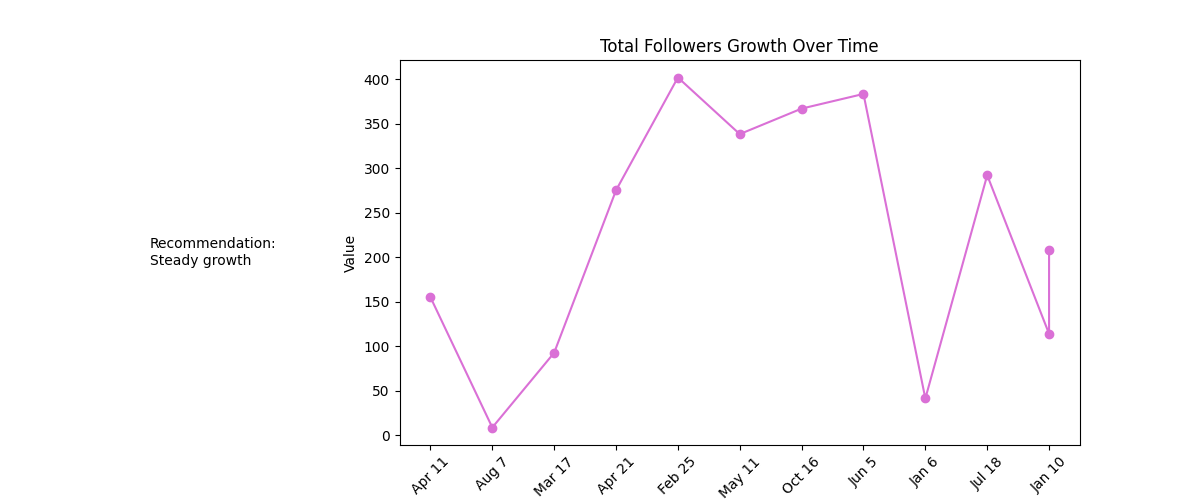 Total Followers Growth Over Time
Recommendation:
Steady growth
Value
400
350
300
250
200
150
100
50
0
Apr 11
Aug 7
Mar 17
Apr 21
Feb 25
May 11
Oct 16
Jun 5
Jan 6
Jul 18
Jan 10